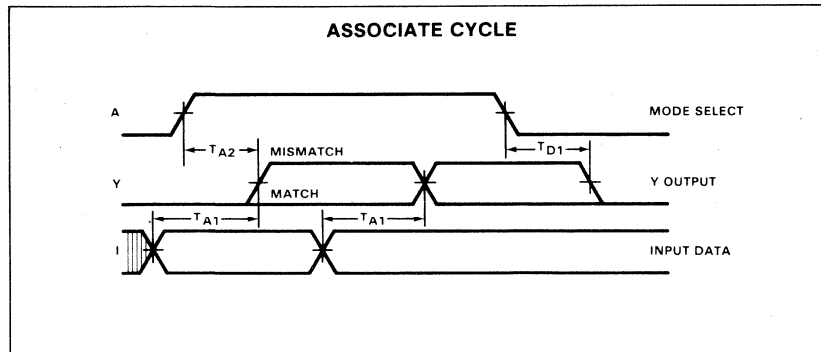 ASSOCIATE CYCLE
A MODE SELECT
TA2 MISMATCH TD1
Y MATCH Y OUTPUT
TA1 TA1
I INPUT DATA